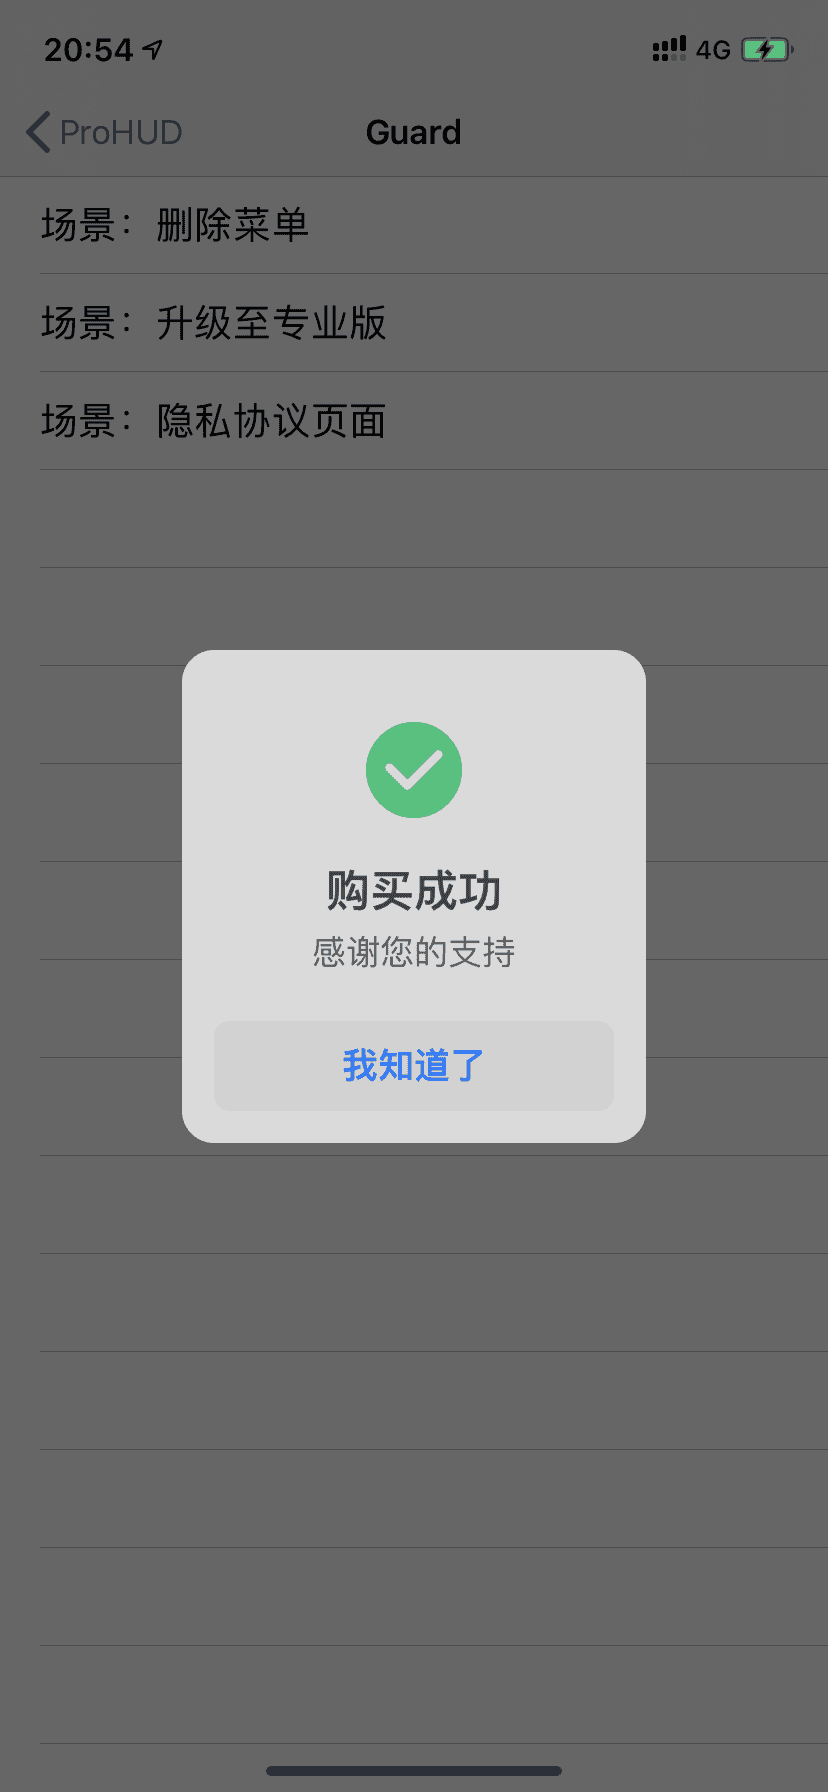 20:54
4G
ProHUD
Guard
场景：删除菜单
场景：升级至专业版
场景：隐私协议页面
购买成功
感谢您的支持
我知道了